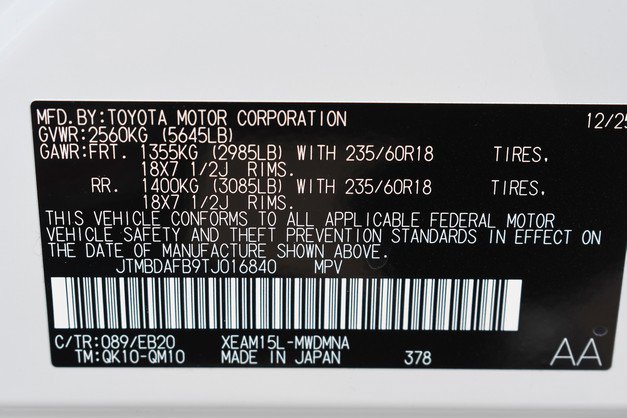 MFD.BY:TOYOTA MOTOR CORPORATION 12/25
GVWR:2560KG (5645LB)
GAWR:FRT. 1355KG (2985LB) WITH 235/60R18 TIRES.
18X7 1/2J RIMS.
RR. 1400KG (3085LB) WITH 235/60R18 TIRES.
18X7 1/2J RIMS.
THIS VEHICLE CONFORMS TO ALL APPLICABLE FEDERAL MOTOR
VEHICLE SAFETY AND THEFT PREVENTION STANDARDS IN EFFECT ON
THE DATE OF MANUFACTURE SHOWN ABOVE.
JTMBDAFB9TJ016840 MPV
C/TR:089/EB20 XEAM15L-MWDMNA
TM:QK10-QM10 MADE IN JAPAN 378 AA